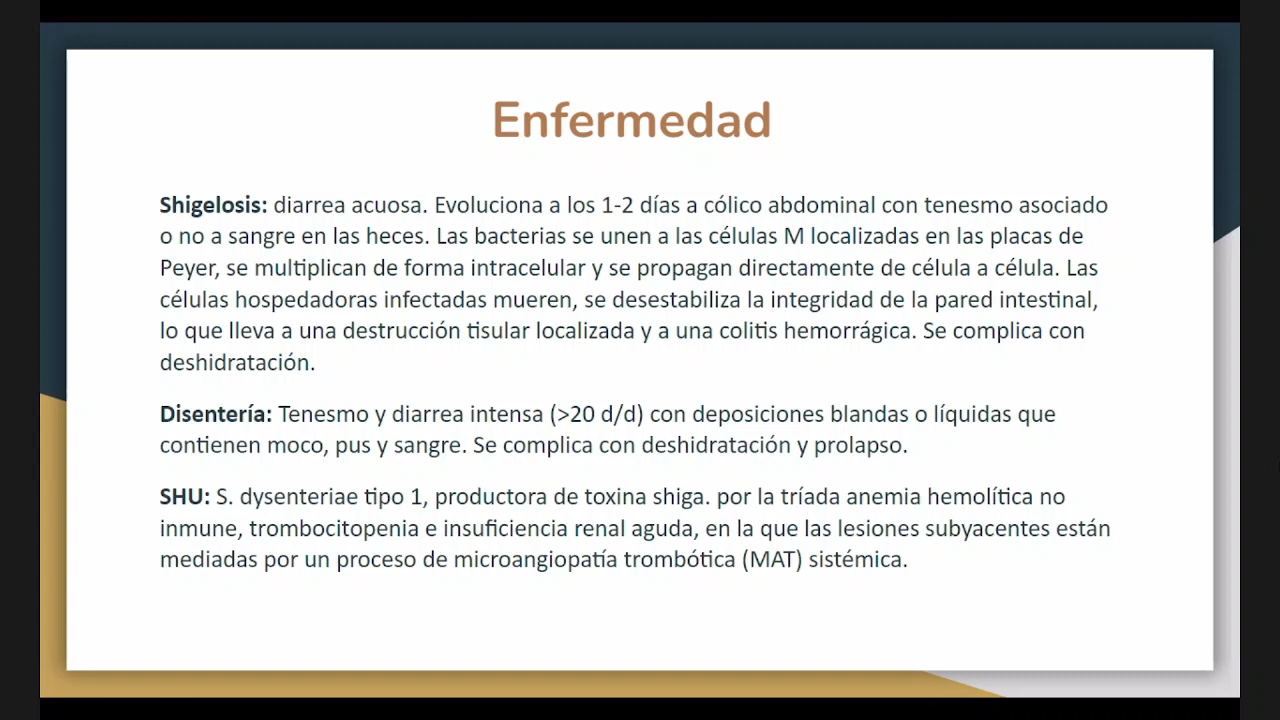 Enfermedad
Shigelosis: diarrea acuosa. Evoluciona a los 1-2 días a cólico abdominal con tenesmo asociado
o no a sangre en las heces. Las bacterias se unen a las células M localizadas en las placas de
Peyer, se multiplican de forma intracelular y se propagan directamente de célula a célula. Las
células hospedadoras infectadas mueren, se desestabiliza la integridad de la pared intestinal,
lo que lleva a una destrucción tisular localizada y a una colitis hemorrágica. Se complica con
deshidratación.
Disentería: Tenesmo y diarrea intensa (>20 d/d) con deposiciones blandas o líquidas que
contienen moco, pus y sangre. Se complica con deshidratación y prolapso.
SHU: S. dysenteriae tipo 1, productora de toxina shiga. por la tríada anemia hemolítica no
inmune, trombocitopenia e insuficiencia renal aguda, en la que las lesiones subyacentes están
mediadas por un proceso de microangiopatía trombótica (MAT) sistémica.